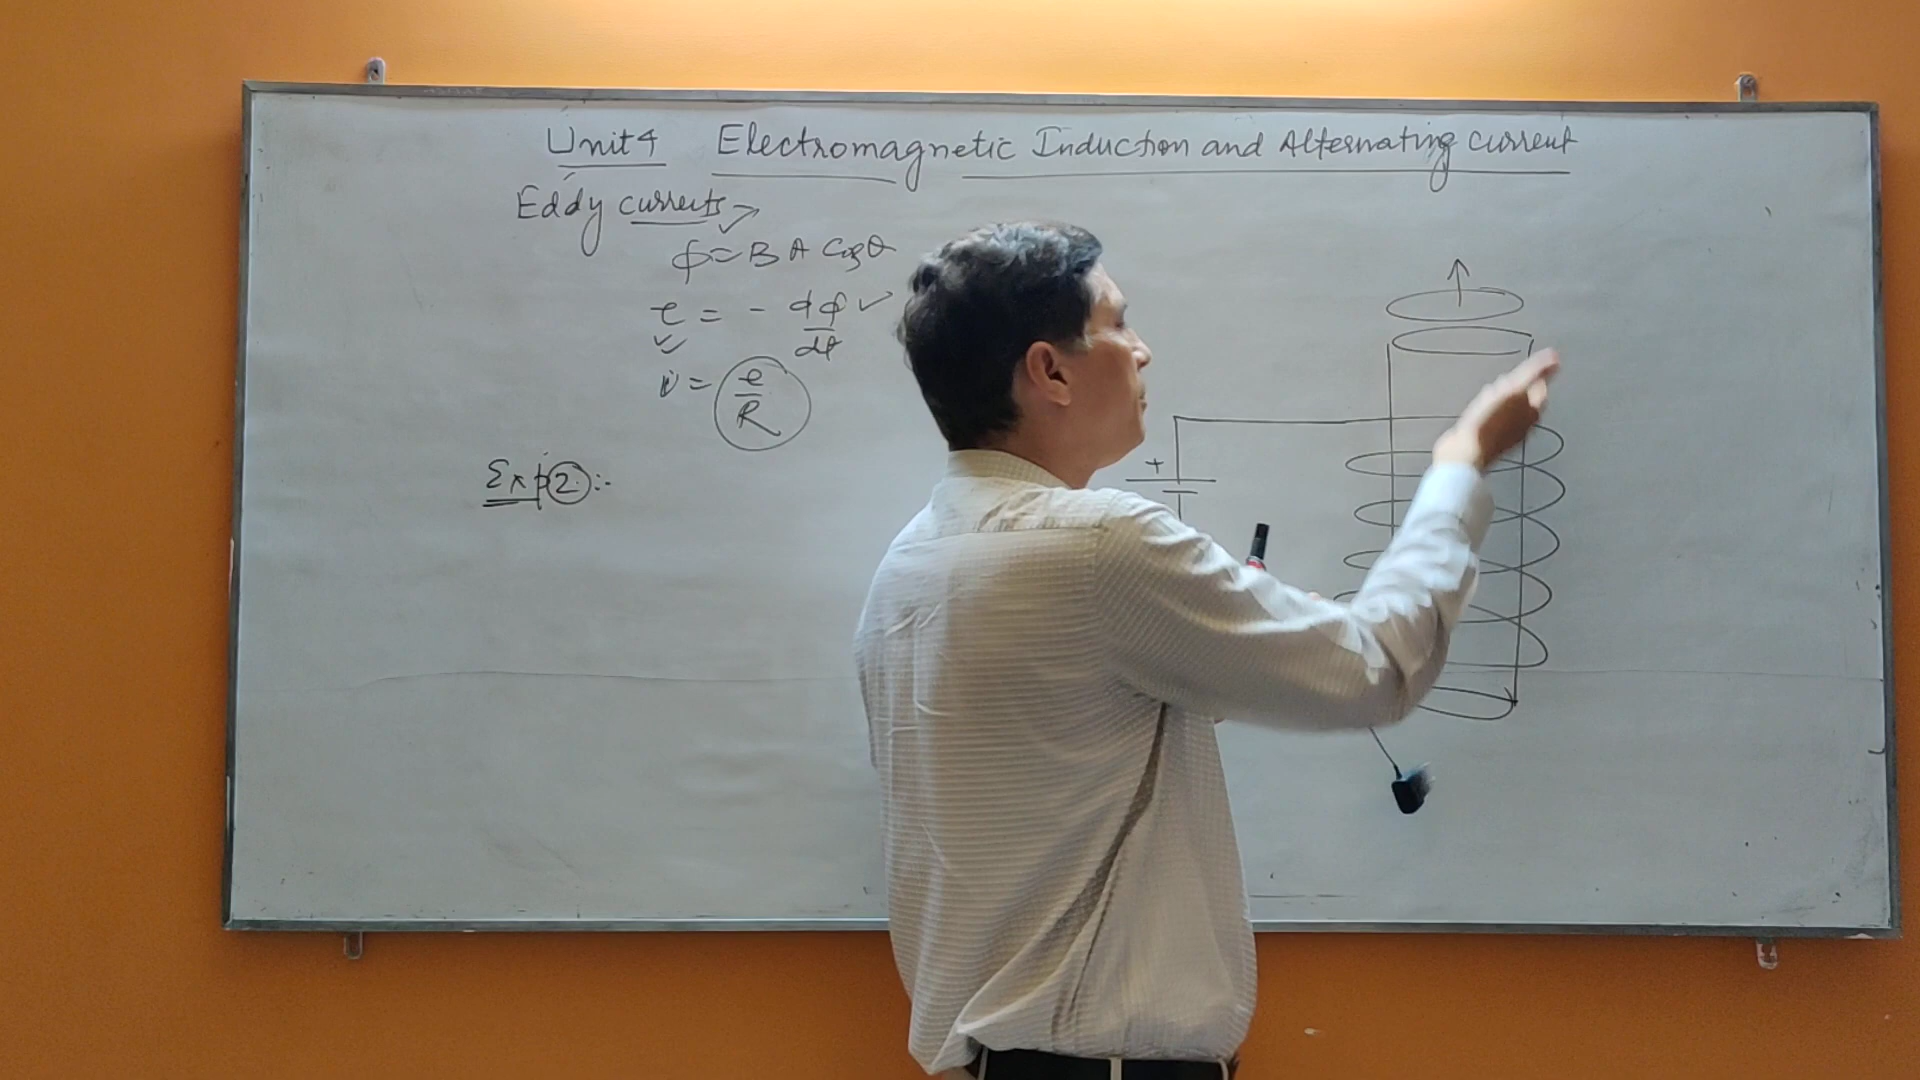 Unit 4 Electromagnetic Induction and Alternating current
Eddy currents
ϕ = B A Cosθ
e = - dϕ/dt
i = e/R
Exp 2 :-
+